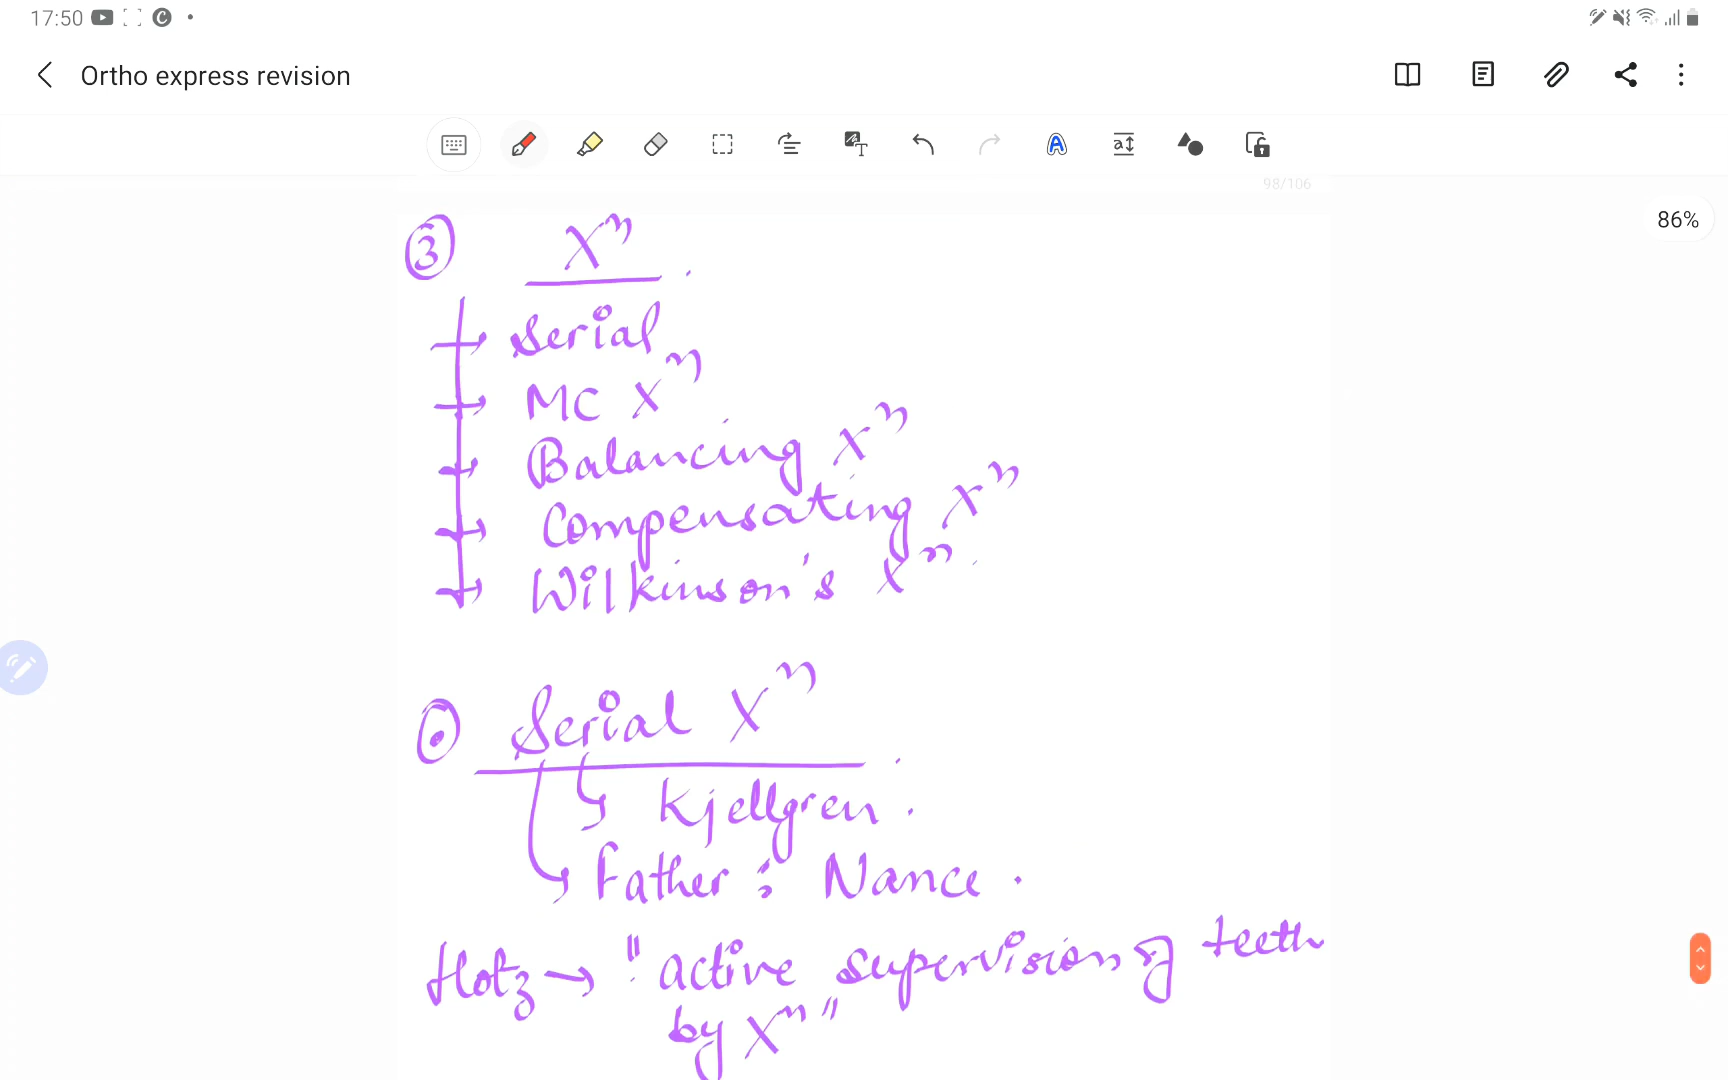 17:50
Ortho express revision
98/106
86%
③ Xⁿ
Serial
MC Xⁿ
Balancing Xⁿ
Compensating Xⁿ
Wilkinson's Xⁿ
Serial Xⁿ
Kjellgren.
Father : Nance.
Hotz → "active supervision of teeth
by Xⁿ"